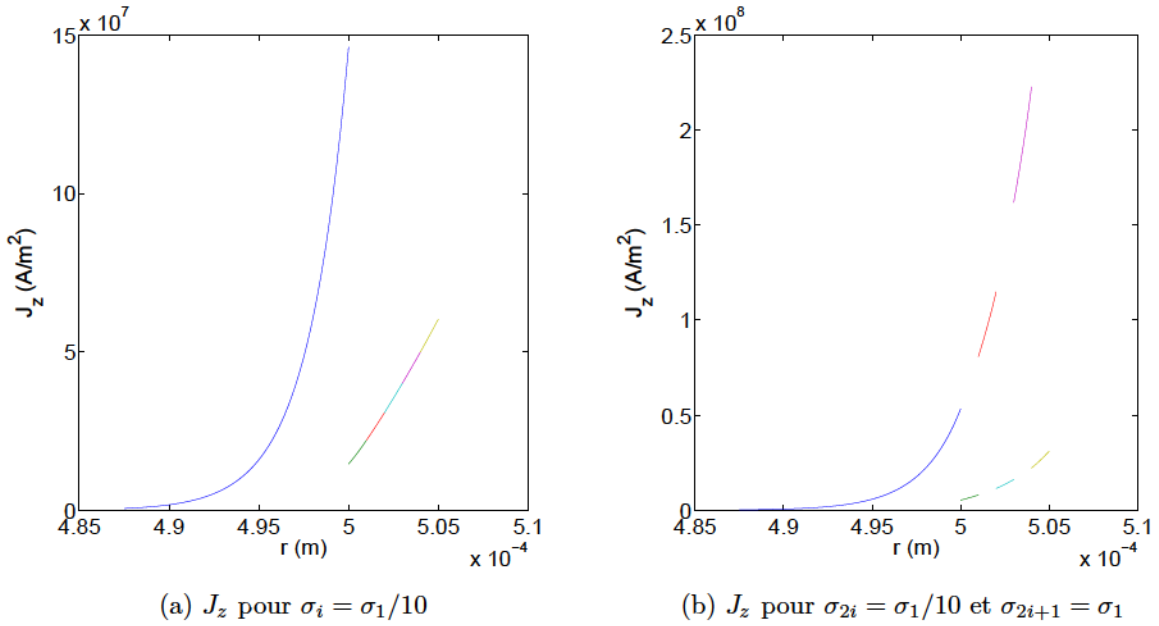 x 10^7
15
10
5
0
J_z (A/m^2)
4.85 4.9 4.95 5 5.05 5.1
r (m)
x 10^-4
(a) J_z pour σ_i = σ_1/10
x 10^8
2.5
2
1.5
1
0.5
0
J_z (A/m^2)
4.85 4.9 4.95 5 5.05 5.1
r (m)
x 10^-4
(b) J_z pour σ_2i = σ_1/10 et σ_2i+1 = σ_1